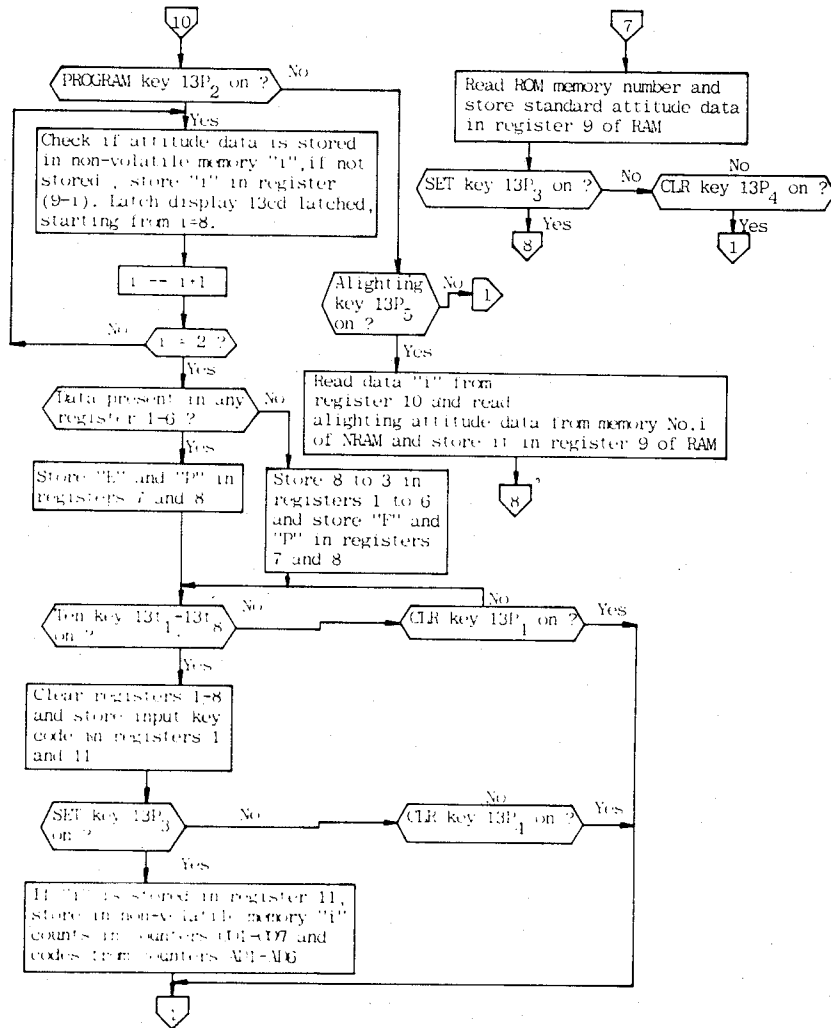 10
PROGRAM key 13P2 on ?
No
Yes
Check if attitude data is stored
in non-volatile memory "i",if not
stored , store "i" in register
(9-i). Latch display 13cd latched,
starting from i=8.
No
= 2 ?
Yes
Data present in any
register 1-6 ?
No
Yes
Store "E" and "P" in
registers 7 and 8
Store 8 to 3 in
registers 1 to 6
and store "F" and
"P" in registers
7 and 8
Ten key 13t1-13t8
on ?
No
No
CLR key 13P1 on ?
Yes
Yes
Clear registers 1-8
and store input key
code in registers 1
and 11
SET key 13P3
on ?
No
No
CLR key 13P4 on ?
Yes
Yes
If "i" is stored in register 11,
store in non-volatile memory "i"
counts in counters and
codes from counters AD1-AD6
7
Read ROM memory number and
store standard attitude data
in register 9 of RAM
SET key 13P3 on ?
No
No
CLR key 13P4 on ?
Yes
8
Yes
1
Alighting
key 13P5
on ?
No
1
Yes
Read data "i" from
register 10 and read
alighting attitude data from memory No.i
of NRAM and store it in register 9 of RAM
8